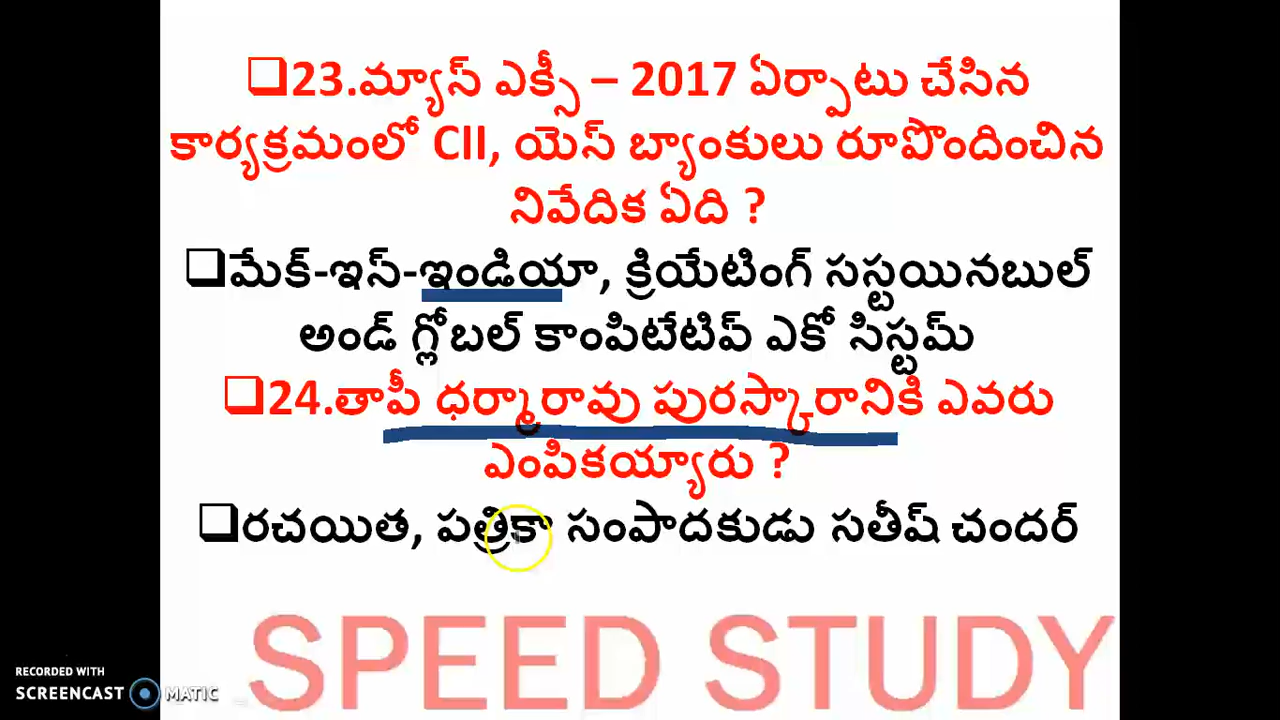 23.మ్యాస్ ఎక్సీ – 2017 ఏర్పాటు చేసిన
కార్యక్రమంలో CII, యెస్ బ్యాంకులు రూపొందించిన
నివేదిక ఏది ?
మేక్-ఇస్-ఇండియా, క్రియేటింగ్ సస్టయినబుల్
అండ్ గ్లోబల్ కాంపిటేటిప్ ఎకో సిస్టమ్
24.తాపీ ధర్మారావు పురస్కారానికి ఎవరు
ఎంపికయ్యారు ?
రచయిత, పత్రికా సంపాదకుడు సతీష్ చందర్
SPEED STUDY
RECORDED WITH
SCREENCAST MATIC